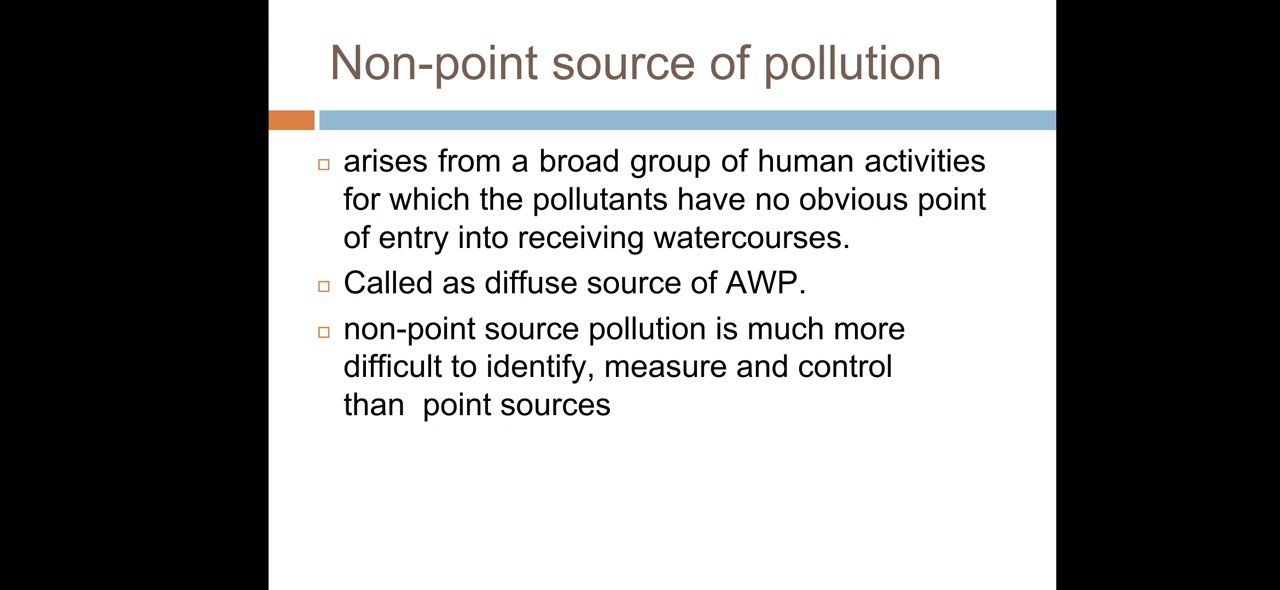 Non-point source of pollution
arises from a broad group of human activities
for which the pollutants have no obvious point
of entry into receiving watercourses.
Called as diffuse source of AWP.
non-point source pollution is much more
difficult to identify, measure and control
than  point sources